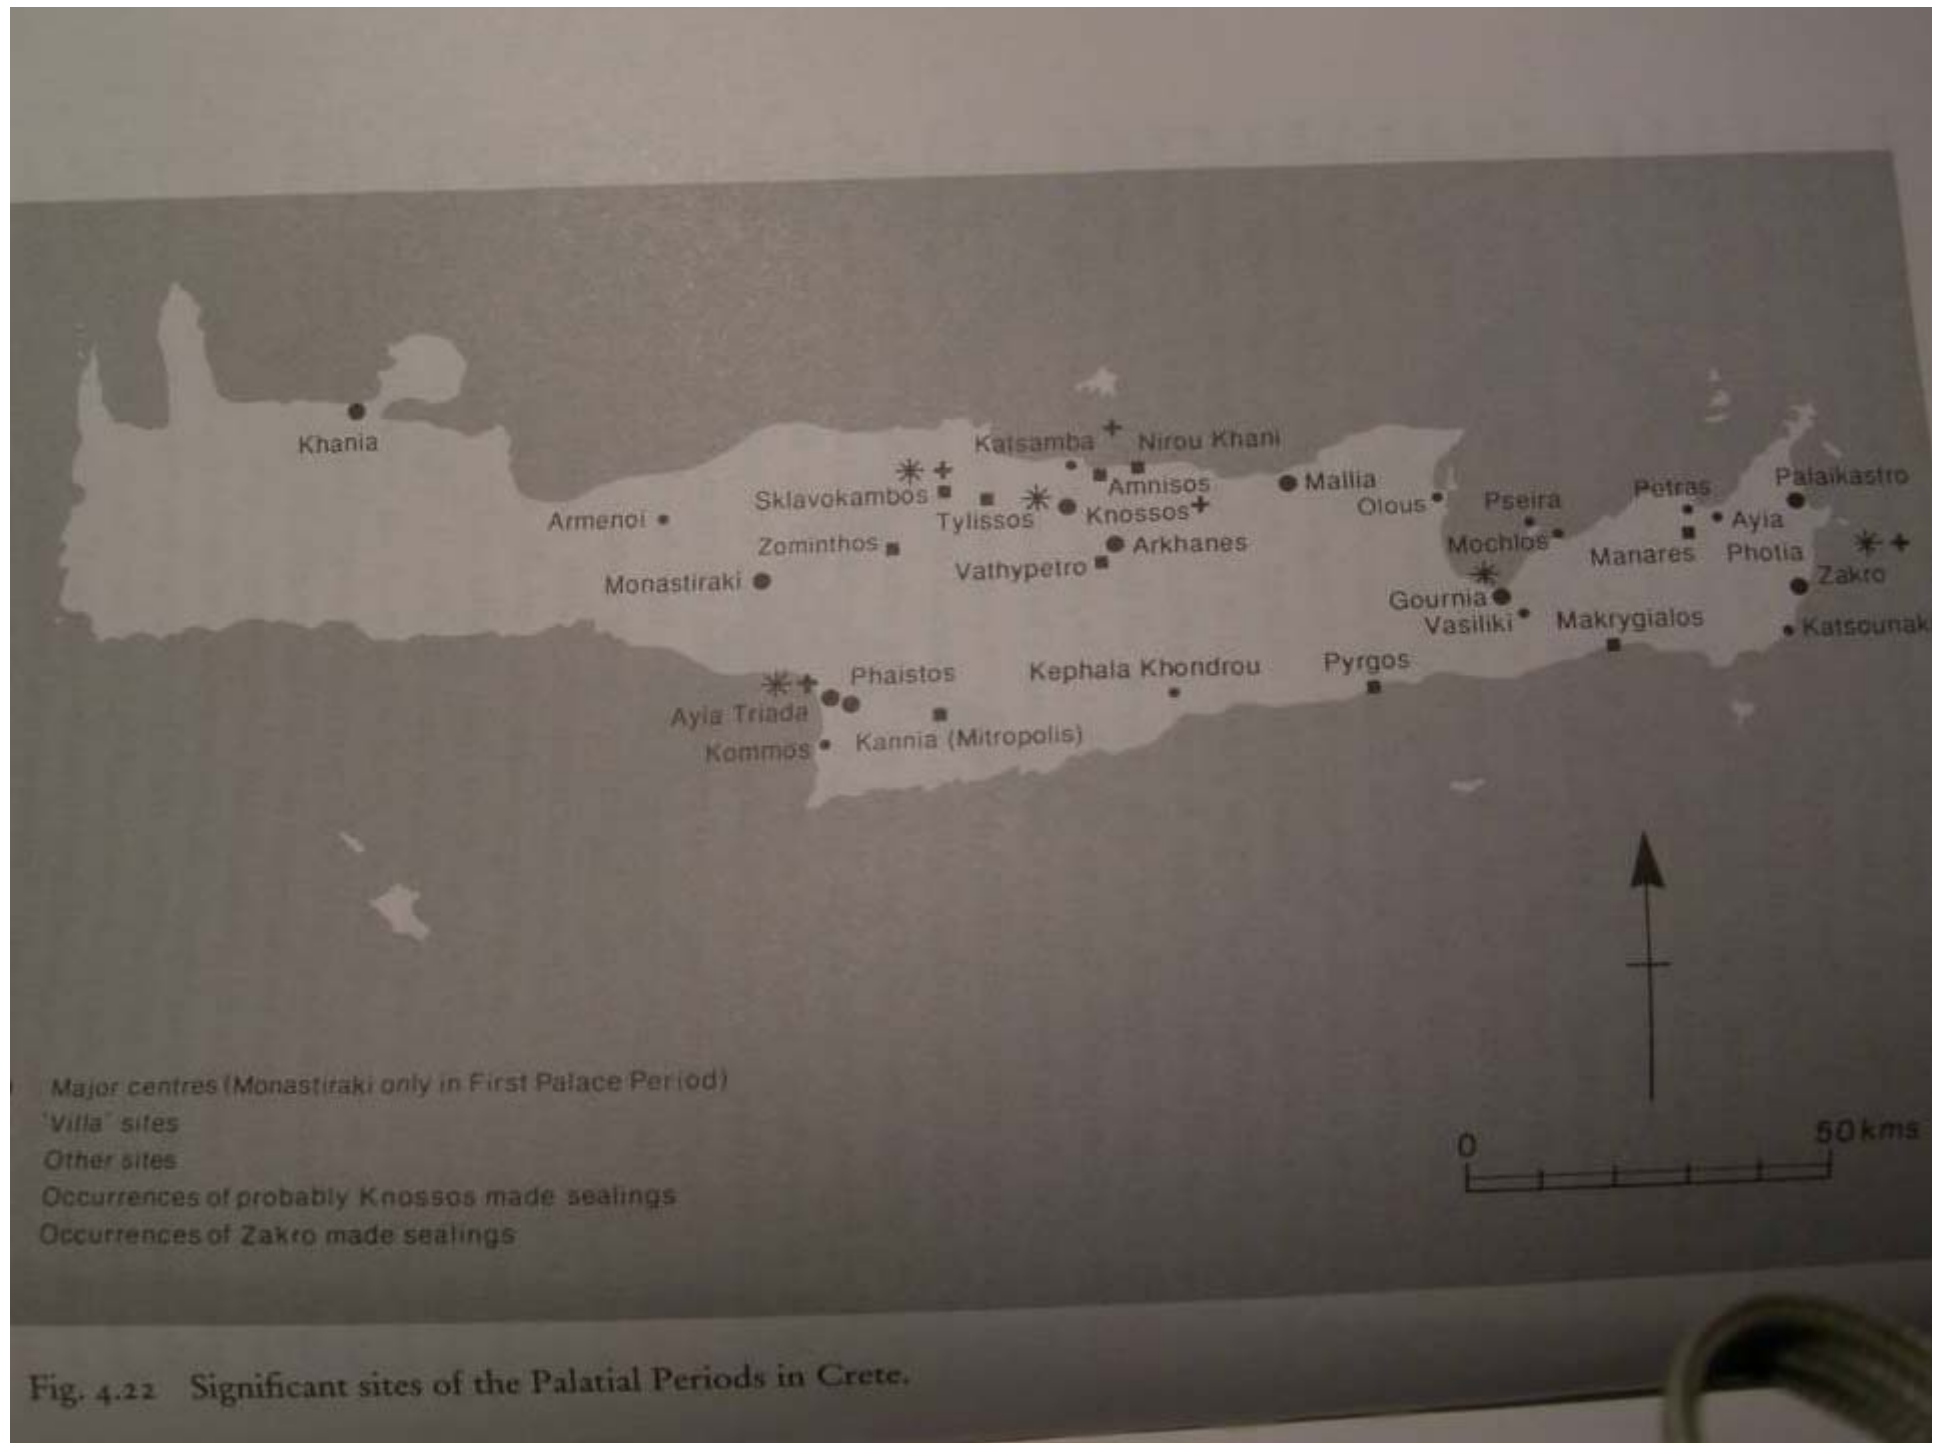 Khania
Katsamba
Nirou Khani
Sklavokambos
Amnisos
Mallia
Petras
Palaikastro
Armenoi
Tylissos
Knossos
Olous
Pseira
Ayia
Photia
Zominthos
Arkhanes
Mochlos
Manares
Monastiraki
Vathypetro
Zakro
Gournia
Vasiliki
Makrygialos
Katsounak
Phaistos
Kephala Khondrou
Pyrgos
Ayia Triada
Kommos
Kannia (Mitropolis)
Major centres (Monastiraki only in First Palace Period)
'Villa' sites
Other sites
Occurrences of probably Knossos made sealings
Occurrences of Zakro made sealings
0 50 kms
Fig. 4.22 Significant sites of the Palatial Periods in Crete.